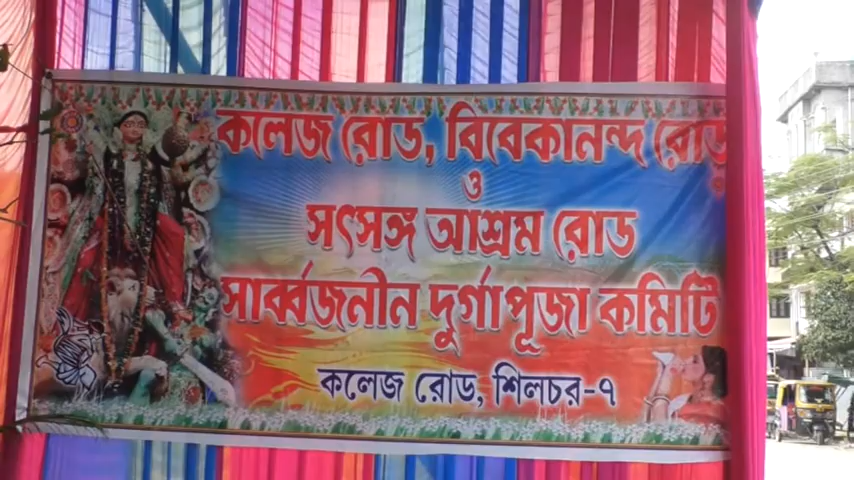 কলেজ রোড, বিবেকানন্দ রোড
ও
সৎসঙ্গ আশ্রম রোড
সার্ব্বজনীন দুর্গাপূজা কমিটি
কলেজ রোড, শিলচর-৭